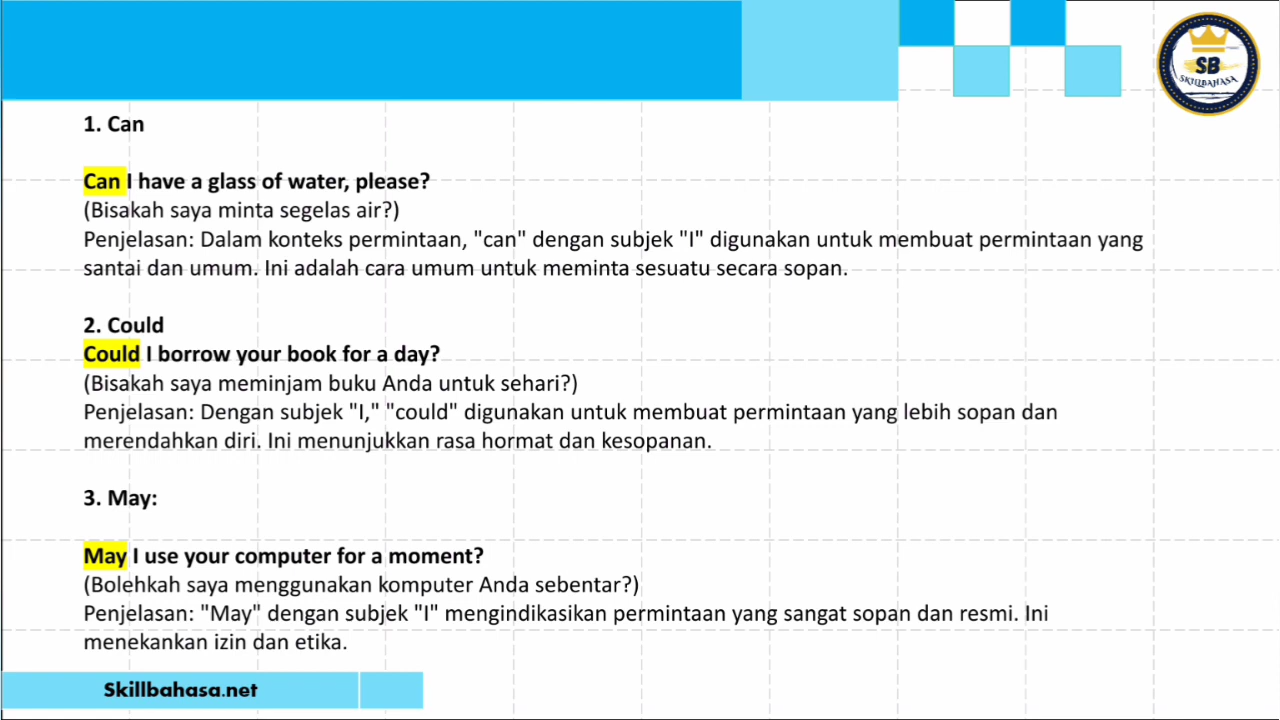 SB
SKILLBAHASA
1. Can
Can I have a glass of water, please?
(Bisakah saya minta segelas air?)
Penjelasan: Dalam konteks permintaan, "can" dengan subjek "I" digunakan untuk membuat permintaan yang
santai dan umum. Ini adalah cara umum untuk meminta sesuatu secara sopan.
2. Could
Could I borrow your book for a day?
(Bisakah saya meminjam buku Anda untuk sehari?)
Penjelasan: Dengan subjek "I," "could" digunakan untuk membuat permintaan yang lebih sopan dan
merendahkan diri. Ini menunjukkan rasa hormat dan kesopanan.
3. May:
May I use your computer for a moment?
(Bolehkah saya menggunakan komputer Anda sebentar?)
Penjelasan: "May" dengan subjek "I" mengindikasikan permintaan yang sangat sopan dan resmi. Ini
menekankan izin dan etika.
Skillbahasa.net